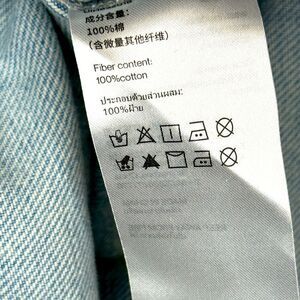 成分含量:
100%棉
(含微量其他纤维)
Fiber content:
100%cotton
ประกอบด้วยส่วนผสม:
100%ฝ้าย